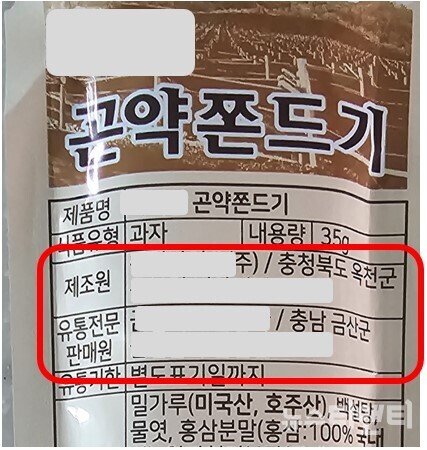 곤약쫀드기
제품명 곤약쫀드기
식품유형 과자 내용량 35g
제조원 주) / 충청북도 옥천군
유통전문 / 충남 금산군
판매원
유통기한 별도표기일까지
밀가루(미국산, 호주산), 백설탕
물엿, 홍삼분말(홍삼:100% 국내